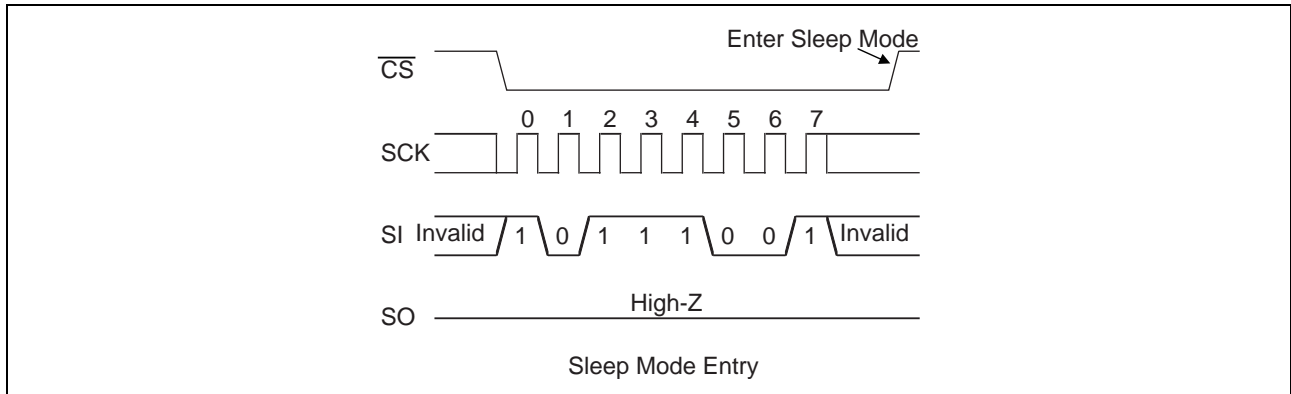 Enter Sleep Mode
CS
0 1 2 3 4 5 6 7
SCK
SI Invalid 1 0 1 1 1 0 0 1 Invalid
High-Z
SO
Sleep Mode Entry